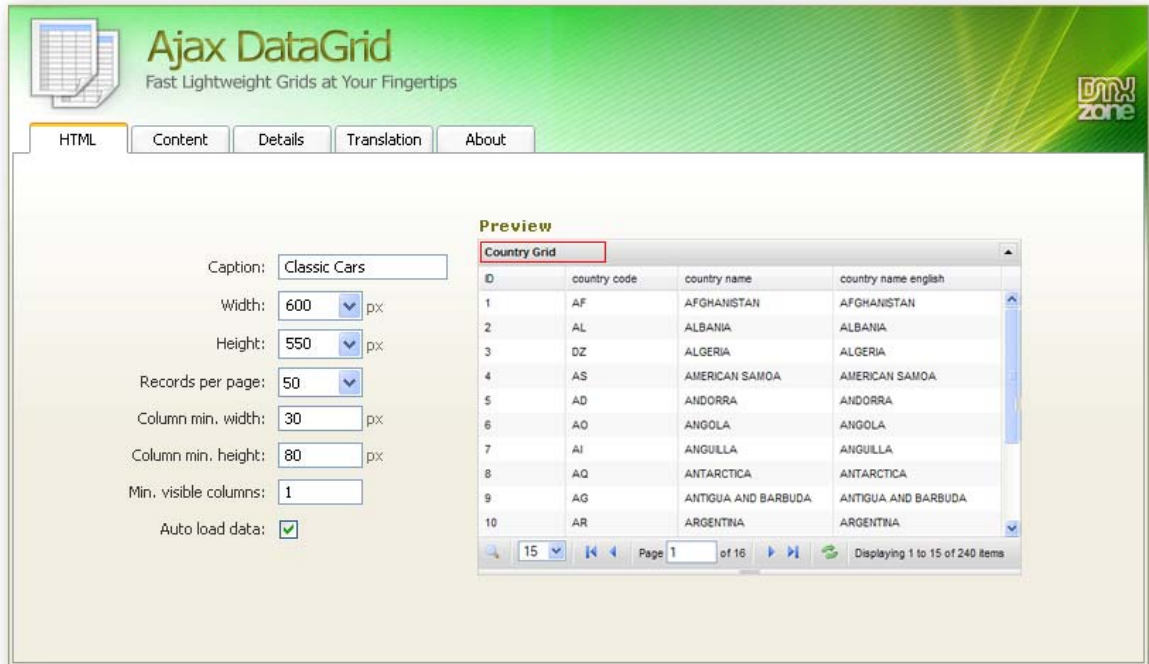 Ajax DataGrid
Fast Lightweight Grids at Your Fingertips
DMX
zone
HTML Content Details Translation About
Preview
Caption: Classic Cars
Width: 600 px
Height: 550 px
Records per page: 50
Column min. width: 30 px
Column min. height: 80 px
Min. visible columns: 1
Auto load data:
Country Grid
ID country code country name country name english
1 AF AFGHANISTAN AFGHANISTAN
2 AL ALBANIA ALBANIA
3 DZ ALGERIA ALGERIA
4 AS AMERICAN SAMOA AMERICAN SAMOA
5 AD ANDORRA ANDORRA
6 AO ANGOLA ANGOLA
7 AI ANGUILLA ANGUILLA
8 AQ ANTARCTICA ANTARCTICA
9 AG ANTIGUA AND BARBUDA ANTIGUA AND BARBUDA
10 AR ARGENTINA ARGENTINA
15 Page 1 of 16 Displaying 1 to 15 of 240 items